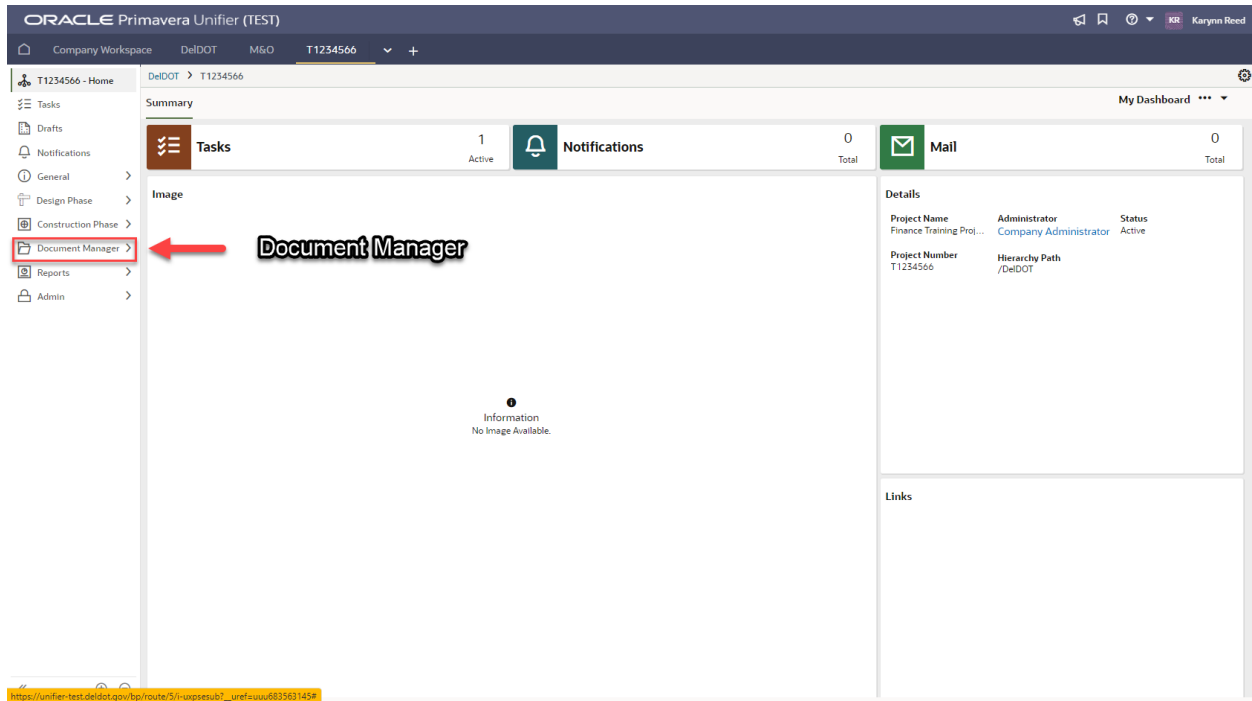 ORACLE Primavera Unifier (TEST)
KR Karynn Reed
Company Workspace DelDOT M&O T1234566
T1234566 - Home
DelDOT > T1234566
Tasks
Summary
My Dashboard
Drafts
Notifications
General
Design Phase
Construction Phase
Document Manager
Reports
Admin
Tasks
1
Active
Notifications
0
Total
Mail
0
Total
Image
Document Manager
Information
No Image Available.
Details
Project Name
Finance Training Proj...
Administrator
Company Administrator
Status
Active
Project Number
T1234566
Hierarchy Path
/DelDOT
Links
https://unifier-test.deldot.gov/bp/route/5/i-uxpsesub?__uref=uuu683563145#